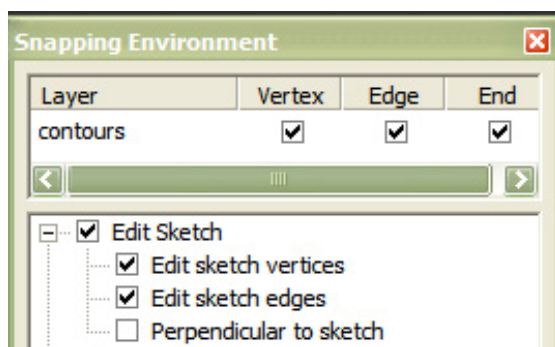 Snapping Environment
Layer Vertex Edge End
contours
Edit Sketch
Edit sketch vertices
Edit sketch edges
Perpendicular to sketch